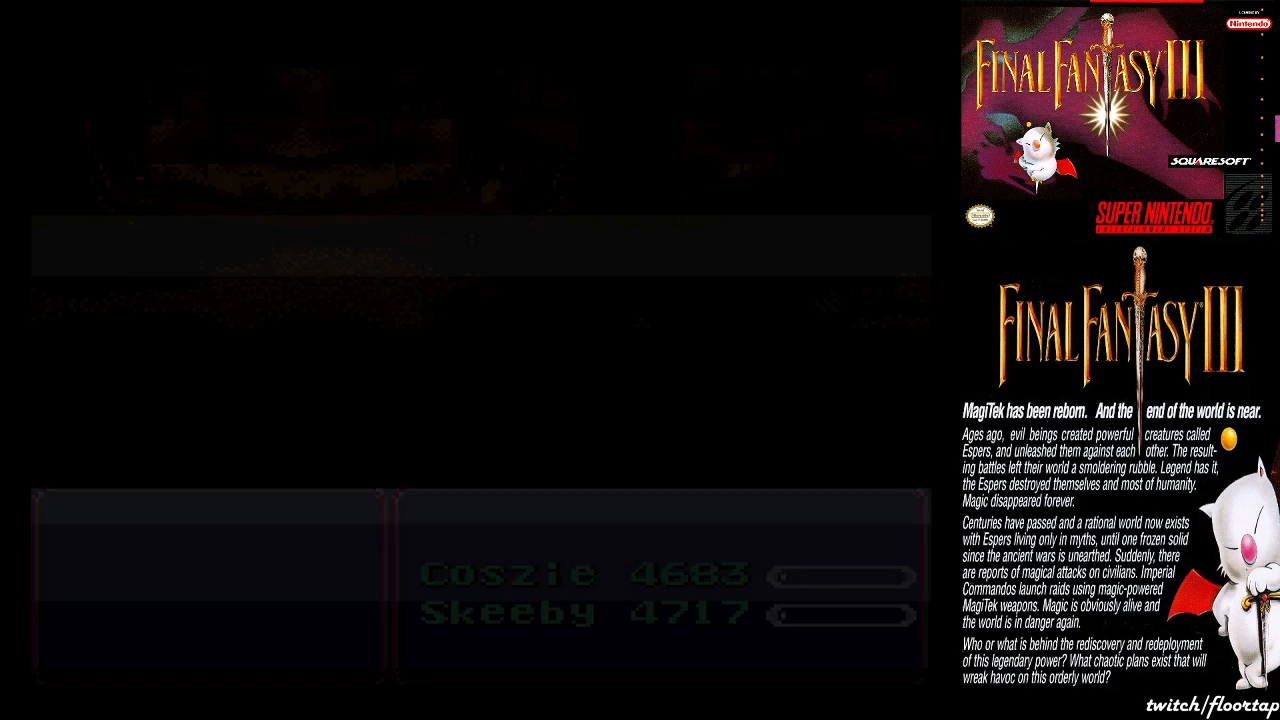 LICENSED BY
Nintendo
FINAL FANTASY III
SQUARESOFT
SUPER NINTENDO
ENTERTAINMENT SYSTEM
FINAL FANTASY III
MagiTek has been reborn. And the end of the world is near.
Ages ago, evil beings created powerful creatures called
Espers, and unleashed them against each other. The result-
ing battles left their world a smoldering rubble. Legend has it,
the Espers destroyed themselves and most of humanity.
Magic disappeared forever.
Centuries have passed and a rational world now exists
with Espers living only in myths, until one frozen solid
since the ancient wars is unearthed. Suddenly, there
are reports of magical attacks on civilians. Imperial
Commandos launch raids using magic-powered
MagiTek weapons. Magic is obviously alive and
the world is in danger again.
Who or what is behind the rediscovery and redeployment
of this legendary power? What chaotic plans exist that will
wreak havoc on this orderly world?
Coszie 4683
Skeeby 4717
twitch/floortap